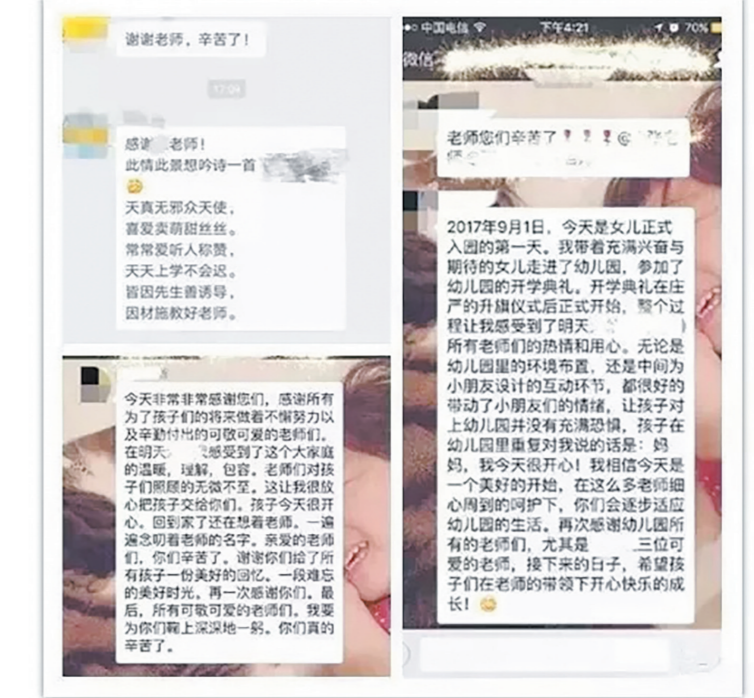 谢谢老师，辛苦了！
17:09
感谢 老师！
此情此景想吟诗一首
天真无邪众天使，
喜爱卖萌甜丝丝。
常常爱听人称赞，
天天上学不会迟。
皆因先生善诱导，
因材施教好老师。
今天非常非常感谢您们，感谢所有
为了孩子们的将来做着不懈努力以
及辛勤付出的可敬可爱的老师们。
在明天 感受到了这个大家庭
的温暖，理解，包容。老师们对孩
子们照顾的无微不至。这让我很放
心把孩子交给你们。孩子今天很开
心。回到家了还在想着老师。一遍
遍念叨着老师的名字。亲爱的老师
们，你们辛苦了。谢谢你们给了所
有孩子一份美好的回忆。一段难忘
的美好时光，再一次感谢你们。最
后，所有可敬可爱的老师们。我要
为你们鞠上深深地一躬。你们真的
辛苦了。
中国电信 下午4:21 70%
微信
老师您们辛苦了 @
师
2017年9月1日，今天是女儿正式
入园的第一天。我带着充满兴奋与
期待的女儿走进了幼儿园，参加了
幼儿园的开学典礼。开学典礼在庄
严的升旗仪式后正式开始，整个过
程让我感受到了明天
所有老师们的热情和用心。无论是
幼儿园里的环境布置，还是中间为
小朋友设计的互动环节，都很好的
带动了小朋友们的情绪，让孩子对
上幼儿园并没有充满恐惧，孩子在
幼儿园里重复对我说的话是：妈
妈，我今天很开心！我相信今天是
一个美好的开始，在这么多老师细
心周到的呵护下，你们会逐步适应
幼儿园的生活。再次感谢幼儿园所
有的老师们，尤其是 三位可
爱的老师，接下来的日子，希望孩
子们在老师的带领下开心快乐的成
长！